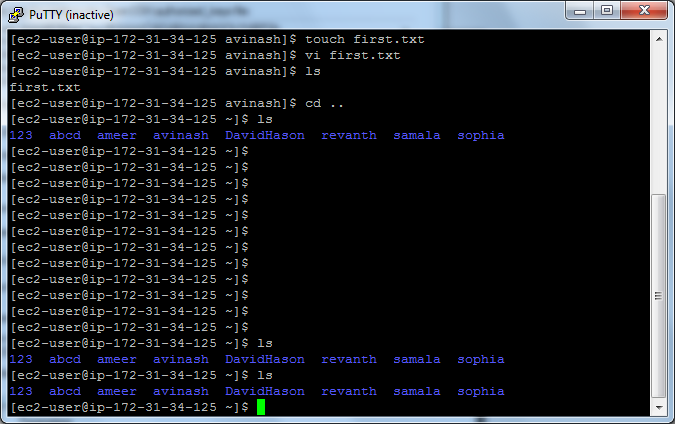 PuTTY (inactive)
[ec2-user@ip-172-31-34-125 avinash]$ touch first.txt
[ec2-user@ip-172-31-34-125 avinash]$ vi first.txt
[ec2-user@ip-172-31-34-125 avinash]$ ls
first.txt
[ec2-user@ip-172-31-34-125 avinash]$ cd ..
[ec2-user@ip-172-31-34-125 ~]$ ls
123  abcd  ameer  avinash  DavidHason  revanth  samala  sophia
[ec2-user@ip-172-31-34-125 ~]$
[ec2-user@ip-172-31-34-125 ~]$
[ec2-user@ip-172-31-34-125 ~]$
[ec2-user@ip-172-31-34-125 ~]$
[ec2-user@ip-172-31-34-125 ~]$
[ec2-user@ip-172-31-34-125 ~]$
[ec2-user@ip-172-31-34-125 ~]$
[ec2-user@ip-172-31-34-125 ~]$
[ec2-user@ip-172-31-34-125 ~]$
[ec2-user@ip-172-31-34-125 ~]$
[ec2-user@ip-172-31-34-125 ~]$
[ec2-user@ip-172-31-34-125 ~]$
[ec2-user@ip-172-31-34-125 ~]$ ls
123  abcd  ameer  avinash  DavidHason  revanth  samala  sophia
[ec2-user@ip-172-31-34-125 ~]$ ls
123  abcd  ameer  avinash  DavidHason  revanth  samala  sophia
[ec2-user@ip-172-31-34-125 ~]$